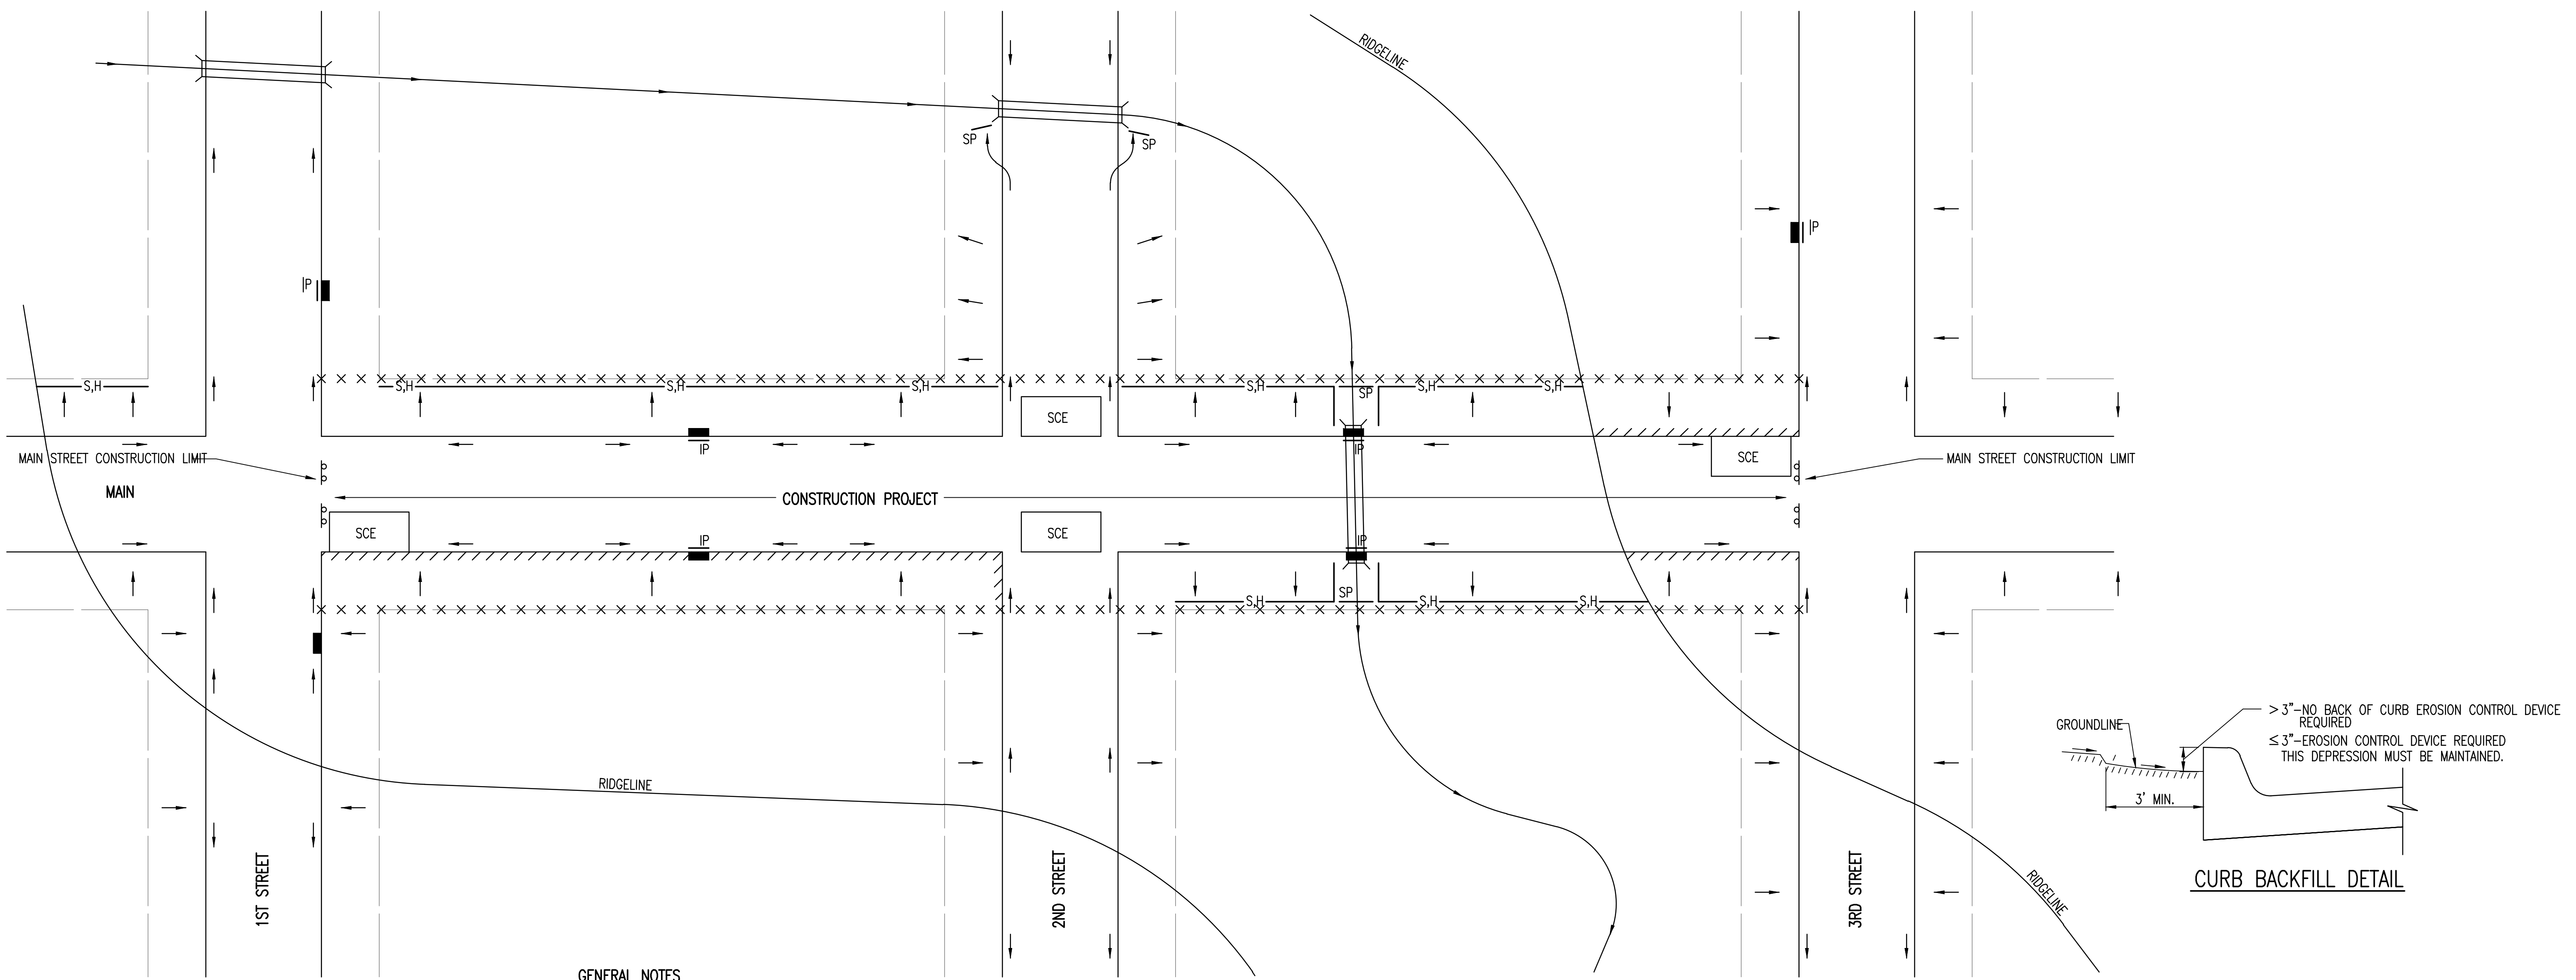 RIDGELINE
SP
SP
IP
IP
S,H
S,H
S,H
S,H
S,H
SP
S,H
S,H
SCE
MAIN STREET CONSTRUCTION LIMIT
IP
IP
SCE
MAIN STREET CONSTRUCTION LIMIT
MAIN
CONSTRUCTION PROJECT
SCE
SCE
IP
IP
S,H
SP
S,H
S,H
RIDGELINE
1ST STREET
2ND STREET
3RD STREET
RIDGELINE
GROUNDLINE
> 3"-NO BACK OF CURB EROSION CONTROL DEVICE
REQUIRED
≤ 3"-EROSION CONTROL DEVICE REQUIRED
THIS DEPRESSION MUST BE MAINTAINED.
3' MIN.
CURB BACKFILL DETAIL
GENERAL NOTES